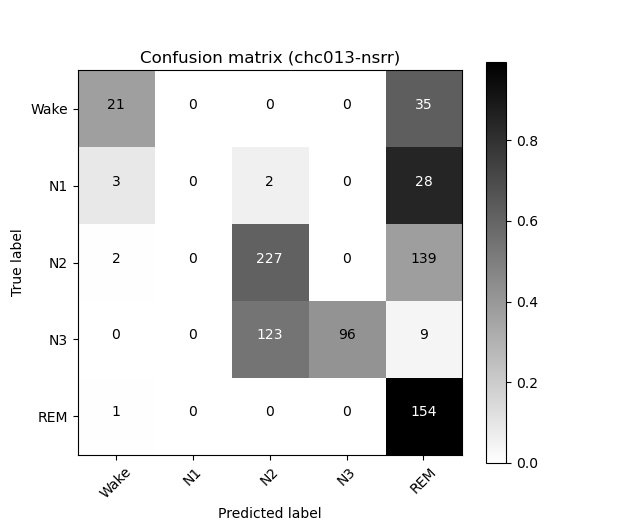 Confusion matrix (chc013-nsrr)
True label
Wake 21 0 0 0 35
N1 3 0 2 0 28
N2 2 0 227 0 139
N3 0 0 123 96 9
REM 1 0 0 0 154
Wake N1 N2 N3 REM
Predicted label
0.8
0.6
0.4
0.2
0.0